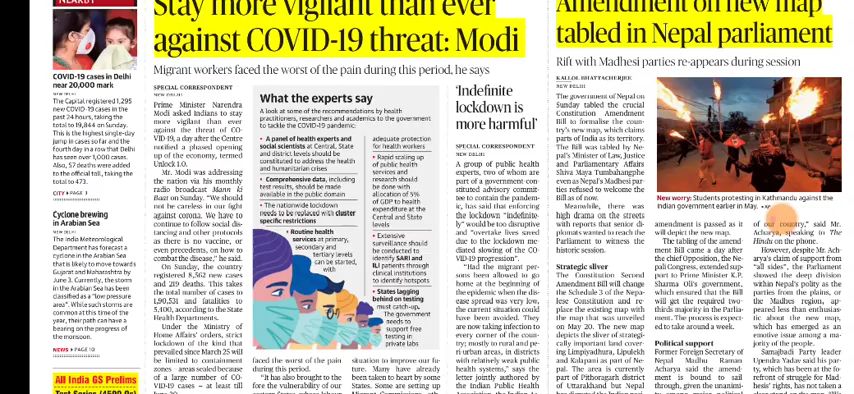 NEARBY
COVID-19 cases in Delhi
near 20,000 mark
NEW DELHI
The Capital registered 1,295
new COVID-19 cases in the
past 24 hours, taking the
total to 19,844 on Sunday.
This is the highest single-day
jump in cases so far and the
fourth day in a row that Delhi
has seen over 1,000 cases.
Also, 57 deaths were added
to the official toll, taking the
total to 473.
CITY ▸ PAGE 3
Cyclone brewing
in Arabian Sea
NEW DELHI
The India Meteorological
Department has forecast a
cyclone in the Arabian Sea
that is likely to move towards
Gujarat and Maharashtra by
June 3. Currently, the storm
in the Arabian Sea has been
classified as a “low pressure
area”. While such storms are
common at this time of the
year, their path can have a
bearing on the progress of
the monsoon.
NEWS ▸ PAGE 10
All India GS Prelims
Stay more vigilant than ever
against COVID-19 threat: Modi
Migrant workers faced the worst of the pain during this period, he says
SPECIAL CORRESPONDENT
NEW DELHI
Prime Minister Narendra
Modi asked Indians to stay
more vigilant than ever
against the threat of CO-
VID-19, a day after the Centre
notified a phased opening
up of the economy, termed
Unlock 1.0.
Mr. Modi was addressing
the nation via his monthly
radio broadcast Mann ki
Baat on Sunday. “We should
not be careless in our fight
against corona. We have to
continue to follow social dis-
tancing and other protocols
as there is no vaccine, or
even precedents, on how to
combat the disease,” he said.
On Sunday, the country
registered 8,562 new cases
and 219 deaths. This takes
the total number of cases to
1,90,531 and fatalities to
5,400, according to the State
Health Departments.
Under the Ministry of
Home Affairs’ orders, strict
lockdown of the kind that
prevailed since March 25 will
be limited to containment
zones – areas sealed because
of a large number of CO-
VID-19 cases – at least till
What the experts say
A look at some of the recommendations by health
practitioners, researchers and academics to the government
to tackle the COVID-19 pandemic:
• A panel of health experts and
social scientists at Central, State
and district levels should be
constituted to address the health
and humanitarian crises
• Comprehensive data, including
test results, should be made
available in the public domain
• The nationwide lockdown
needs to be replaced with cluster
specific restrictions
• Routine health
services at primary,
secondary and
tertiary levels
can be started,
with
adequate protection
for health workers
• Rapid scaling up
of public health
services and
research should
be done with
allocation of 5%
of GDP to health
expenditure at the
Central and State
levels
• Extensive
surveillance should
be conducted to
identify SARI and
ILI patients through
clinical institutions
to identify hotspots
• States lagging
behind on testing
must catch-up.
The government
needs to
support free
testing in
private labs
faced the worst of the pain
during this period.
“It has also brought to the
fore the vulnerability of our
situation to improve our fu-
ture. Many have already
been taken to bear by some
States. Some are setting up
‘Indefinite
lockdown is
more harmful’
SPECIAL CORRESPONDENT
NEW DELHI
A group of public health
experts, two of whom are
part of a government-con-
stituted advisory commit-
tee to contain the pandem-
ic, has said that enforcing
the lockdown “indefinite-
ly” would be too disruptive
and “overtake lives saved
due to the lockdown me-
diated slowing of the CO-
VID-19 progression”.
“Had the migrant per-
sons been allowed to go
home at the beginning of
the epidemic when the dis-
ease spread was very low,
the current situation could
have been avoided. They
are now taking infection to
every corner of the coun-
try; mostly to rural and pe-
ri-urban areas, in districts
with relatively weak public
health systems,” says the
letter jointly authored by
the Indian Public Health
Amendment on new map
tabled in Nepal parliament
Rift with Madhesi parties re-appears during session
KALLOL BHATTACHERJEE
NEW DELHI
The government of Nepal on
Sunday tabled the crucial
Constitution Amendment
Bill to formalise the coun-
try’s new map, which claims
parts of India as its territory.
The Bill was tabled by Ne-
pal’s Minister of Law, Justice
and Parliamentary Affairs
Shiva Maya Tumbahangphe
even as Nepal’s Madhesi par-
ties refused to welcome the
Bill as of now.
Meanwhile, there was
high drama on the streets
with reports that senior di-
plomats wanted to reach the
Parliament to witness the
historic session.
Strategic sliver
The Constitution Second
Amendment Bill will change
the Schedule 3 of the Nepa-
lese Constitution and re-
place the existing map with
the map that was unveiled
on May 20. The new map
depicts the sliver of strategi-
cally important land cover-
ing Limpiyadhura, Lipulekh
and Kalapani as part of Ne-
pal. The area is currently
part of Pithoragarh district
of Uttarakhand but Nepal
New worry: Students protesting in Kathmandu against the
Indian government earlier in May.
amendment is passed as it
will depict the new map.
The tabling of the amend-
ment Bill came a day after
the chief Opposition, the Ne-
pali Congress, extended sup-
port to Prime Minister K.P.
Sharma Oli’s government,
which ensured that the Bill
will get the required two-
thirds majority in the Parlia-
ment. The process is expect-
ed to take around a week.
Political support
Former Foreign Secretary of
Nepal Madhu Raman
Acharya said the amend-
ment is bound to sail
through, given the unanimi-
of our country,” said Mr.
Acharya, speaking to The
Hindu on the phone.
However, despite Mr. Ach-
arya’s claim of support from
“all sides”, the Parliament
showed the deep division
within Nepal’s polity as the
parties from the plains, or
the Madhes region, ap-
peared less than enthusias-
tic about the new map,
which has emerged as an
emotive issue among a ma-
jority of the people.
Samajbadi Party leader
Upendra Yadav said his par-
ty, which has been at the fo-
refront of struggle for Mad-
hesi rights, has not taken a